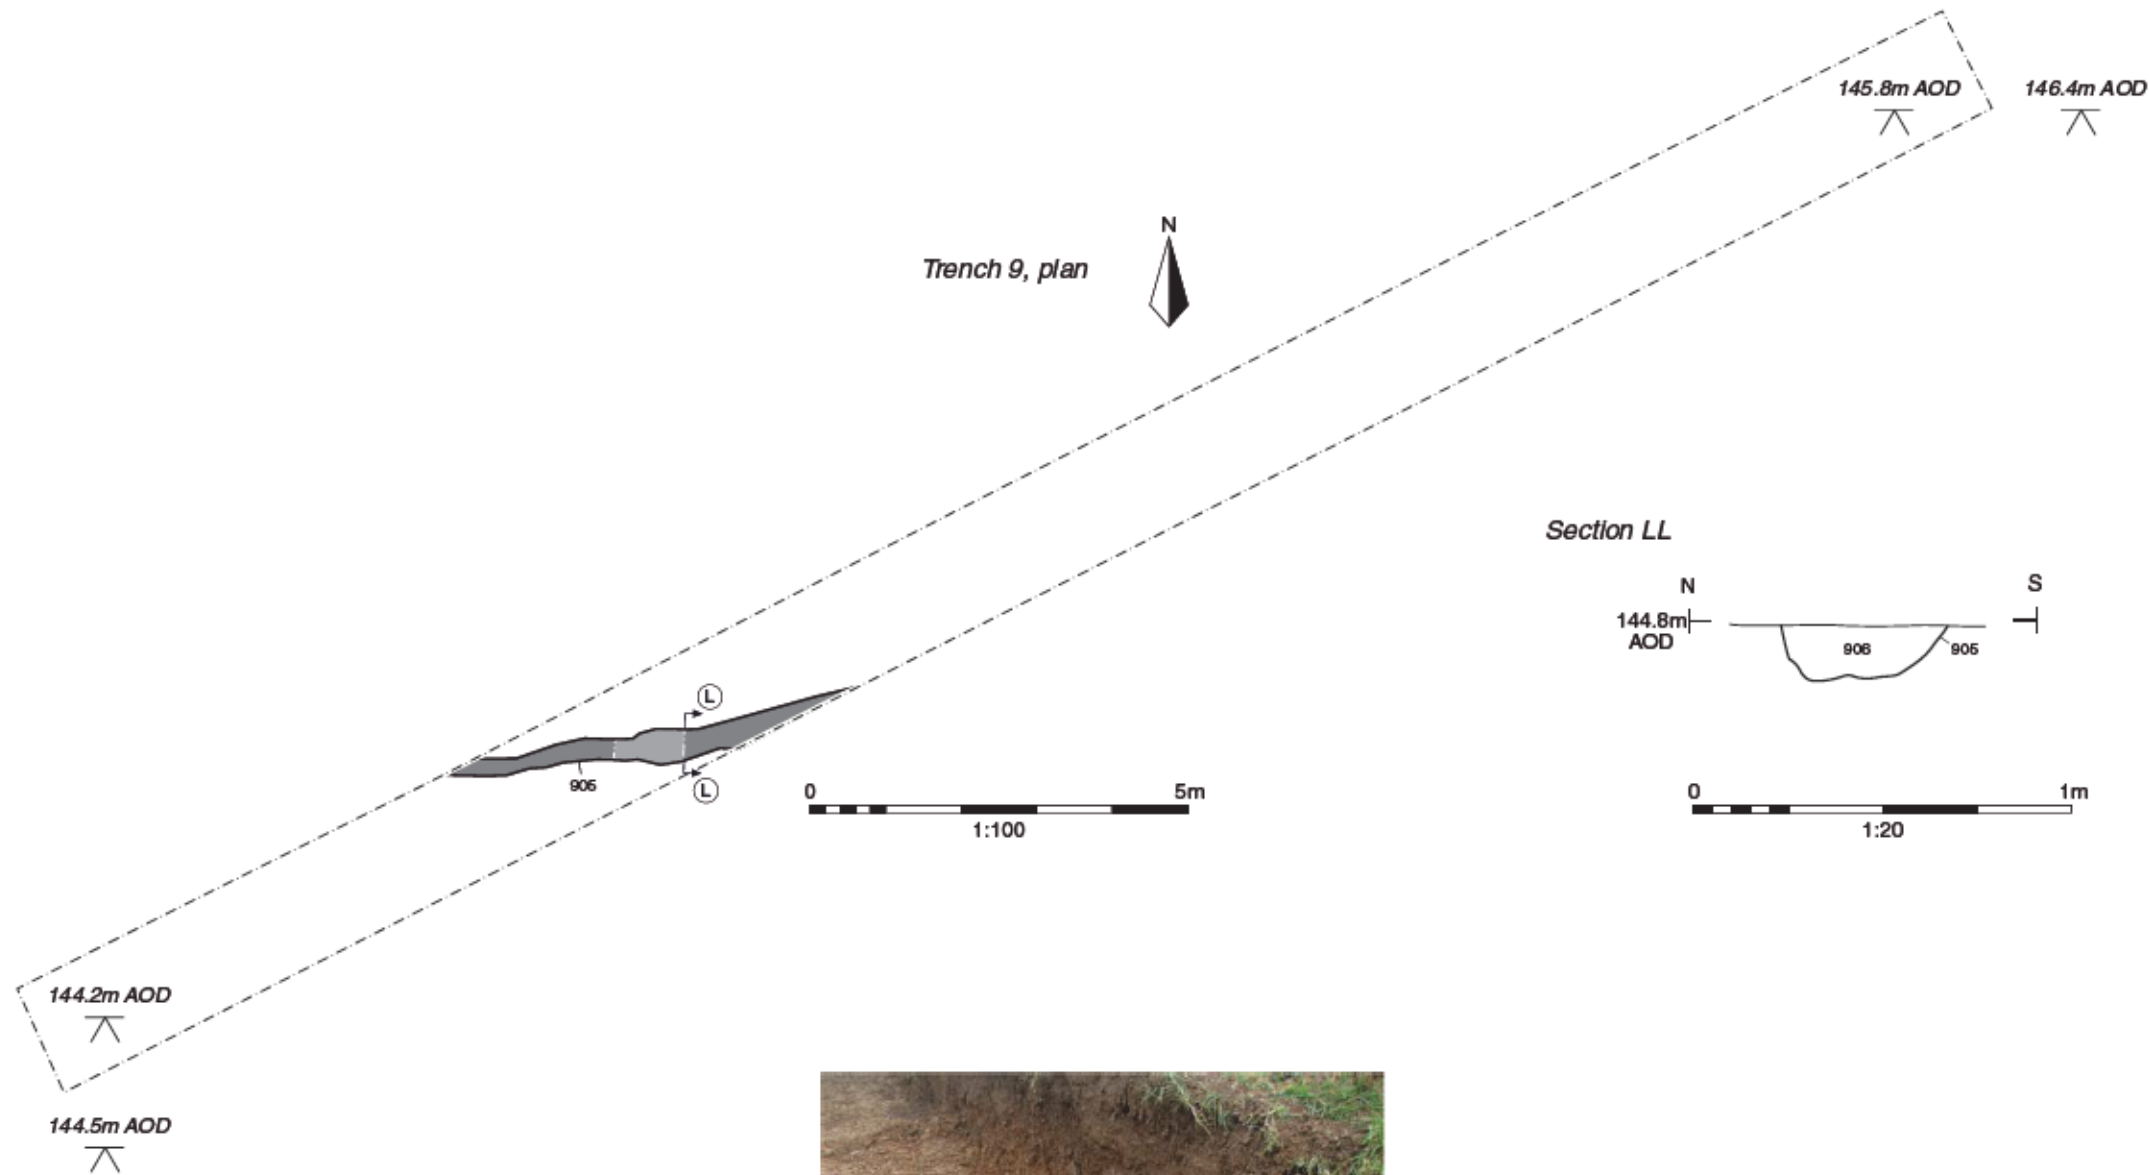 145.8m AOD
146.4m AOD
N
Trench 9, plan
Section LL
N
S
144.8m
AOD
906
905
L
905
L
0
5m
1:100
0
1m
1:20
144.2m AOD
144.5m AOD